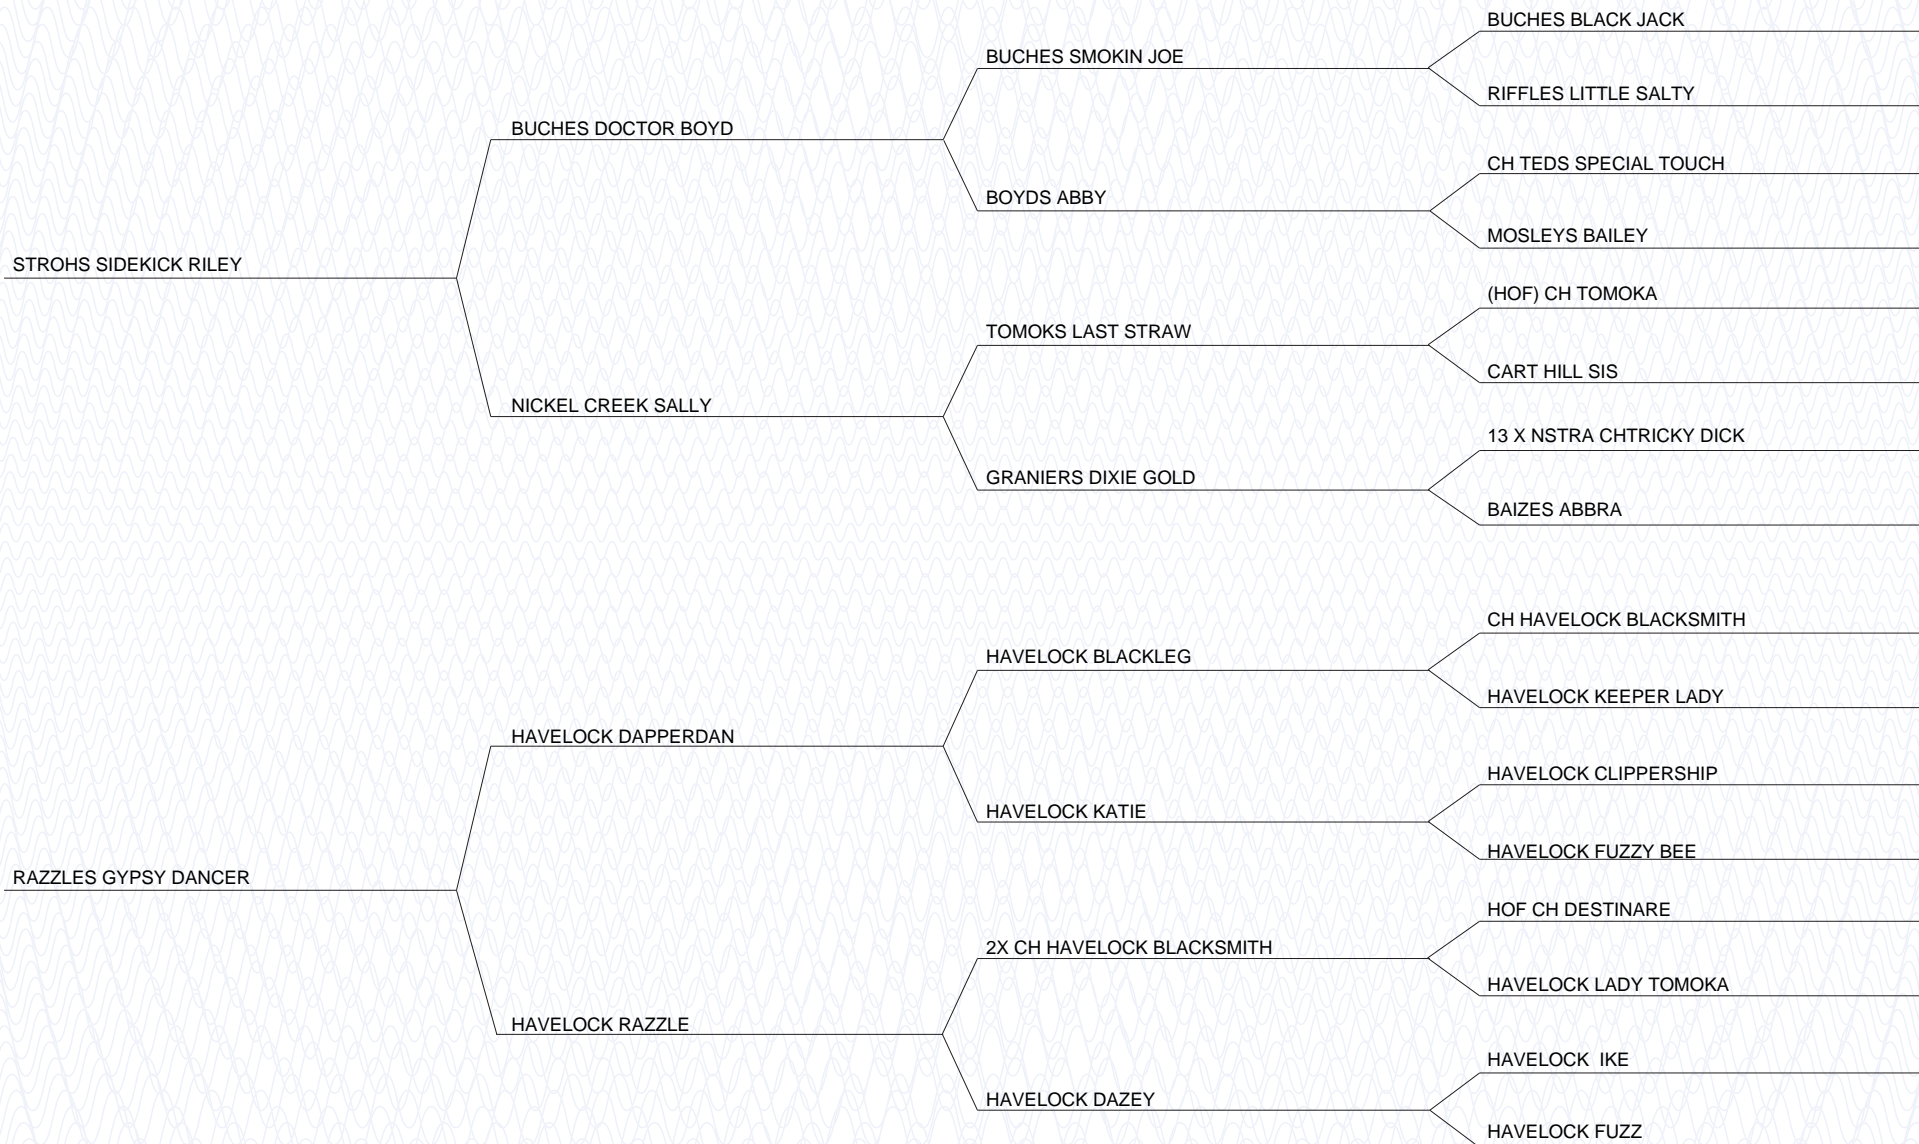 BUCHES BLACK JACK
BUCHES SMOKIN JOE
RIFFLES LITTLE SALTY
BUCHES DOCTOR BOYD
CH TEDS SPECIAL TOUCH
BOYDS ABBY
MOSLEYS BAILEY
STROHS SIDEKICK RILEY
(HOF) CH TOMOKA
TOMOKS LAST STRAW
CART HILL SIS
NICKEL CREEK SALLY
13 X NSTRA CHTRICKY DICK
GRANIERS DIXIE GOLD
BAIZES ABBRA
CH HAVELOCK BLACKSMITH
HAVELOCK BLACKLEG
HAVELOCK KEEPER LADY
HAVELOCK DAPPERDAN
HAVELOCK CLIPPERSHIP
HAVELOCK KATIE
HAVELOCK FUZZY BEE
RAZZLES GYPSY DANCER
HOF CH DESTINARE
2X CH HAVELOCK BLACKSMITH
HAVELOCK LADY TOMOKA
HAVELOCK RAZZLE
HAVELOCK  IKE
HAVELOCK DAZEY
HAVELOCK FUZZ